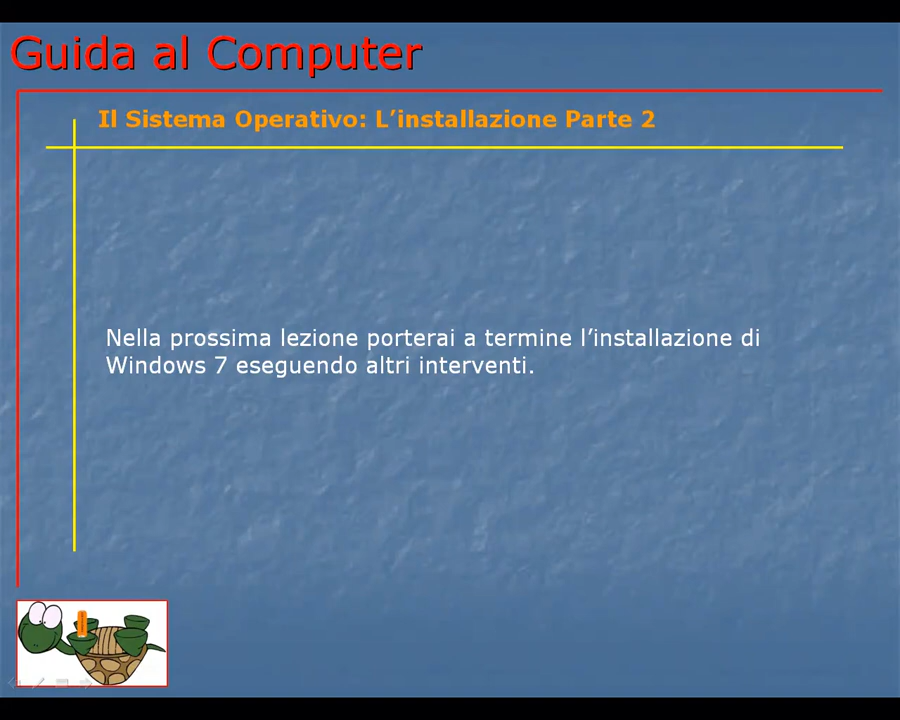 Guida al Computer
Il Sistema Operativo: L’installazione Parte 2
Nella prossima lezione porterai a termine l’installazione di
Windows 7 eseguendo altri interventi.